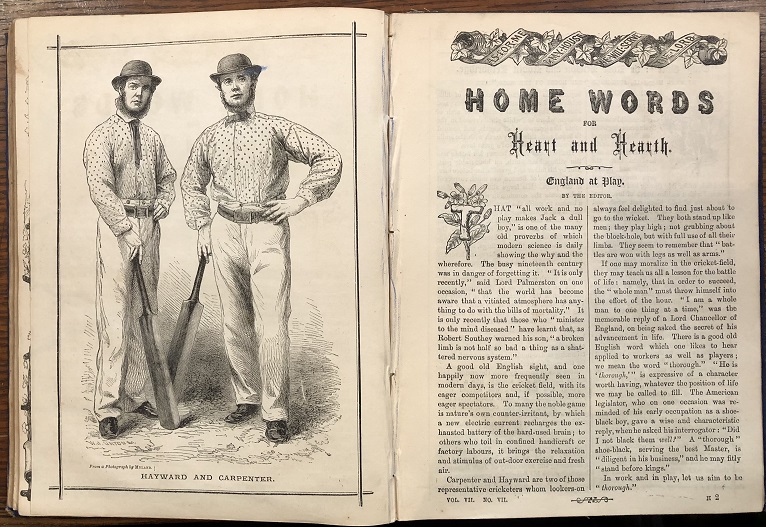 From a Photograph by
HAYWARD AND CARPENTER.
HOME WORDS
FOR
Heart and Hearth.
England at Play.
BY THE EDITOR.
THAT "all work and no
play makes Jack a dull
boy," is one of the many
old proverbs of which
modern science is daily
showing the why and the
wherefore. The busy nineteenth century
was in danger of forgetting it. "It is only
recently," said Lord Palmerston on one
occasion, "that the world has become
aware that a vitiated atmosphere has any-
thing to do with the bills of mortality." It
is only recently that those who "minister
to the mind diseased" have learnt that, as
Robert Southey warned his son, "a broken
limb is not half so bad a thing as a shat-
tered nervous system."
A good old English sight, and one
happily now more frequently seen in
modern days, is the cricket field, with its
eager competitors and, if possible, more
eager spectators. To many the noble game
is nature's own counter-irritant, by which
a new electric current recharges the ex-
hausted battery of the hard-used brain; to
others who toil in confined handicraft or
factory labours, it brings the relaxation
and stimulus of out-door exercise and fresh
air.
Carpenter and Hayward are two of those
representative cricketers whom lookers-on
VOL. VII. NO. VII.
always feel delighted to find just about to
go to the wicket. They both stand up like
men; they play high; not grubbing about
the block-hole, but with full use of all their
limbs. They seem to remember that "bat-
tles are won with legs as well as arms."
If one may moralize in the cricket-field,
they may teach us all a lesson for the battle
of life; namely, that in order to succeed,
the "whole man" must throw himself into
the effort of the hour. "I am a whole
man to one thing at a time," was the
memorable reply of a Lord Chancellor of
England, on being asked the secret of his
advancement in life. There is a good old
English word which one likes to hear
applied to workers as well as players;
we mean the word "thorough." "He is
'thorough,'" is expressive of a character
worth having, whatever the position of life
we may be called to fill. The American
legislator, who on one occasion was re-
minded of his early occupation as a shoe-
black boy, gave a wise and characteristic
reply, when he asked his interrogator: "Did
I not black them well?" A "thorough"
shoe-black, serving the best Master, is
"diligent in his business," and he may fitly
"stand before kings."
In work and in play, let us aim to be
"thorough."
H 2